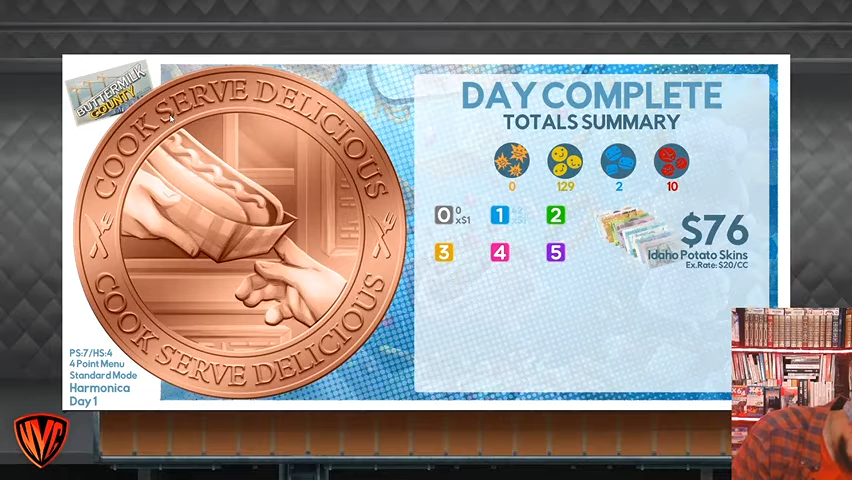 BUTTERMILK
COUNTY
COOK SERVE DELICIOUS
COOK SERVE DELICIOUS
DAY COMPLETE
TOTALS SUMMARY
0 129 2 10
0 0 x$1 1 2
3 4 5
$76
Idaho Potato Skins
Ex.Rate: $20/CC
PS:7/HS:4
4 Point Menu
Standard Mode
Harmonica
Day 1